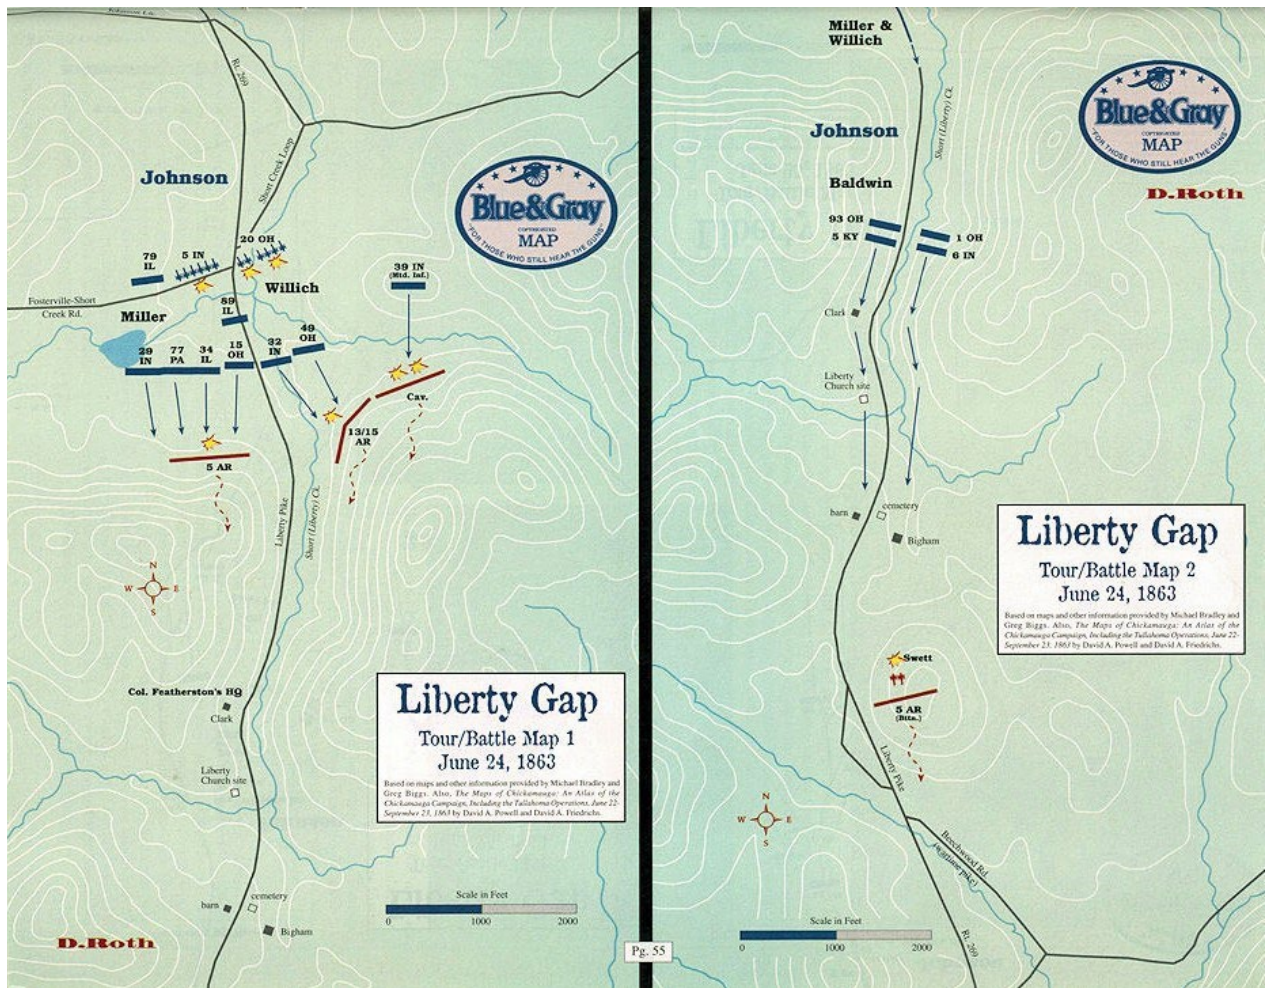 Johnson Ln.
Rt. 269
Short Creek Loop
Johnson
Blue&Gray
COPYRIGHTED
MAP
"FOR THOSE WHO STILL HEAR THE GUNS"
20 OH
79
IL
5 IN
39 IN
(Mtd. Inf.)
Willich
Fosterville-Short
Creek Rd.
Miller
89
IL
49
OH
32
IN
29
IN
77
PA
34
IL
15
OH
Cav.
13/15
AR
5 AR
Liberty Pike
Short (Liberty) Ck.
N
W
E
S
Col. Featherston's HQ
Clark
Liberty
Church site
Liberty Gap
Tour/Battle Map 1
June 24, 1863
Based on maps and other information provided by Michael Bradley and
Greg Biggs. Also, The Maps of Chickamauga: An Atlas of the
Chickamauga Campaign, Including the Tullahoma Operations, June 22-
September 23, 1863 by David A. Powell and David A. Friedrichs.
barn
cemetery
Bigham
Scale in Feet
0
1000
2000
D.Roth
Pg. 55
Miller &
Willich
Short (Liberty) Ck.
Johnson
Blue&Gray
COPYRIGHTED
MAP
"FOR THOSE WHO STILL HEAR THE GUNS"
D.Roth
Baldwin
93 OH
5 KY
1 OH
6 IN
Clark
Liberty
Church site
barn
cemetery
Bigham
Liberty Gap
Tour/Battle Map 2
June 24, 1863
Based on maps and other information provided by Michael Bradley and
Greg Biggs. Also, The Maps of Chickamauga: An Atlas of the
Chickamauga Campaign, Including the Tullahoma Operations, June 22-
September 23, 1863 by David A. Powell and David A. Friedrichs.
Swett
5 AR
(Bttn.)
Liberty Pike
N
W
E
S
Beechwood Rd.
(wartime pike)
Scale in Feet
0
1000
2000
Rt. 269